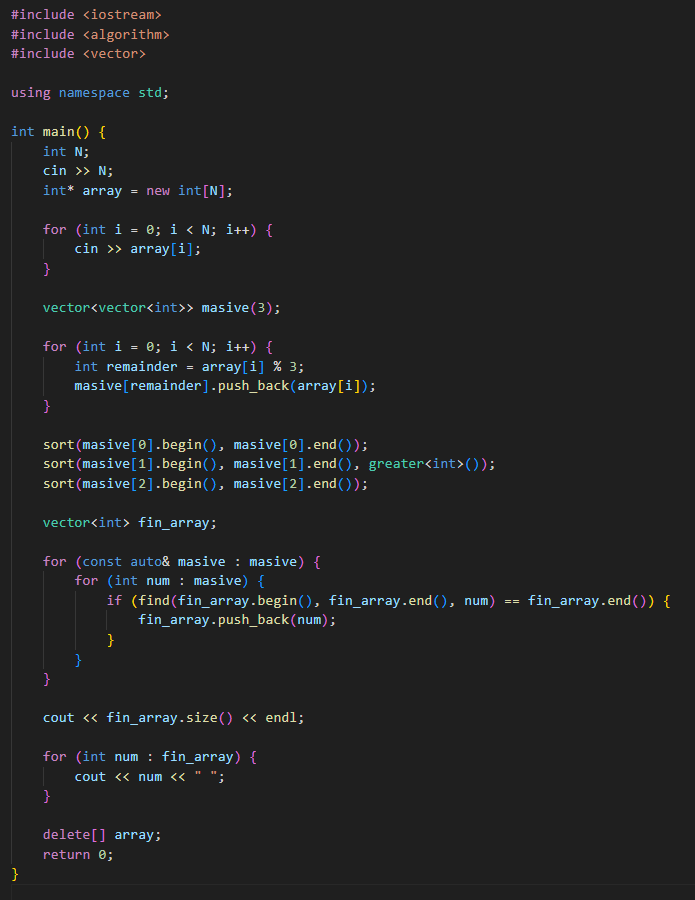 #include <iostream>
#include <algorithm>
#include <vector>
using namespace std;
int main() {
int N;
cin >> N;
int* array = new int[N];
for (int i = 0; i < N; i++) {
cin >> array[i];
}
vector<vector<int>> masive(3);
for (int i = 0; i < N; i++) {
int remainder = array[i] % 3;
masive[remainder].push_back(array[i]);
}
sort(masive[0].begin(), masive[0].end());
sort(masive[1].begin(), masive[1].end(), greater<int>());
sort(masive[2].begin(), masive[2].end());
vector<int> fin_array;
for (const auto& masive : masive) {
for (int num : masive) {
if (find(fin_array.begin(), fin_array.end(), num) == fin_array.end()) {
fin_array.push_back(num);
}
}
}
cout << fin_array.size() << endl;
for (int num : fin_array) {
cout << num << " ";
}
delete[] array;
return 0;
}